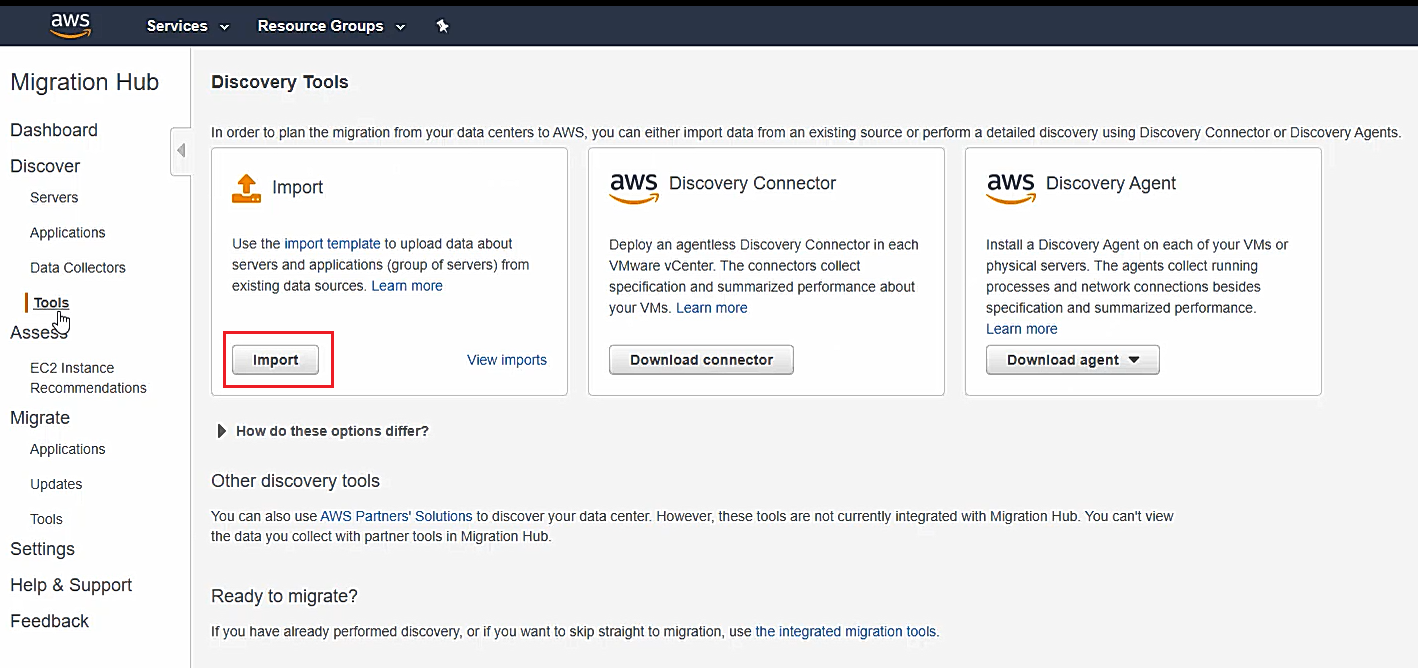 aws Services Resource Groups
Migration Hub
Dashboard
Discover
Servers
Applications
Data Collectors
Tools
Assess
EC2 Instance
Recommendations
Migrate
Applications
Updates
Tools
Settings
Help & Support
Feedback
Discovery Tools
In order to plan the migration from your data centers to AWS, you can either import data from an existing source or perform a detailed discovery using Discovery Connector or Discovery Agents.
Import
Use the import template to upload data about
servers and applications (group of servers) from
existing data sources. Learn more
Import View imports
aws Discovery Connector
Deploy an agentless Discovery Connector in each
VMware vCenter. The connectors collect
specification and summarized performance about
your VMs. Learn more
Download connector
aws Discovery Agent
Install a Discovery Agent on each of your VMs or
physical servers. The agents collect running
processes and network connections besides
specification and summarized performance.
Learn more
Download agent
How do these options differ?
Other discovery tools
You can also use AWS Partners' Solutions to discover your data center. However, these tools are not currently integrated with Migration Hub. You can't view
the data you collect with partner tools in Migration Hub.
Ready to migrate?
If you have already performed discovery, or if you want to skip straight to migration, use the integrated migration tools.